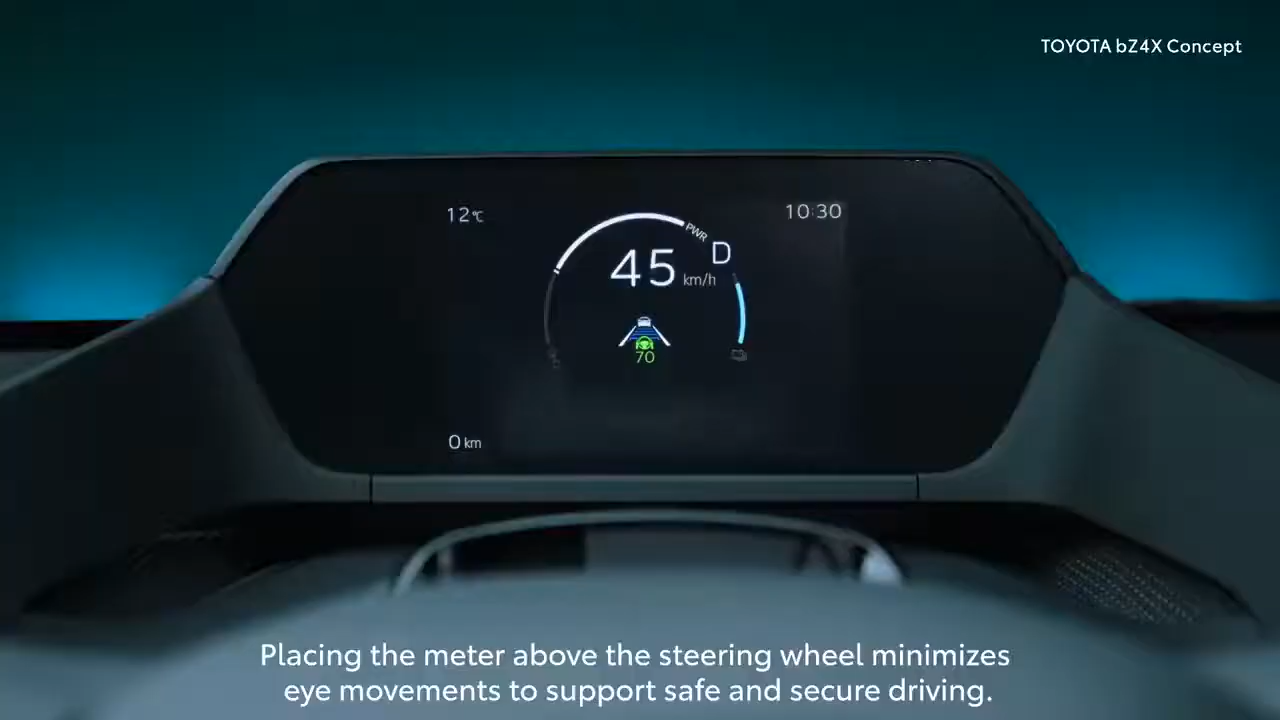 TOYOTA bZ4X Concept
12℃
10:30
PWR
D
45 km/h
70
0 km
Placing the meter above the steering wheel minimizes
eye movements to support safe and secure driving.